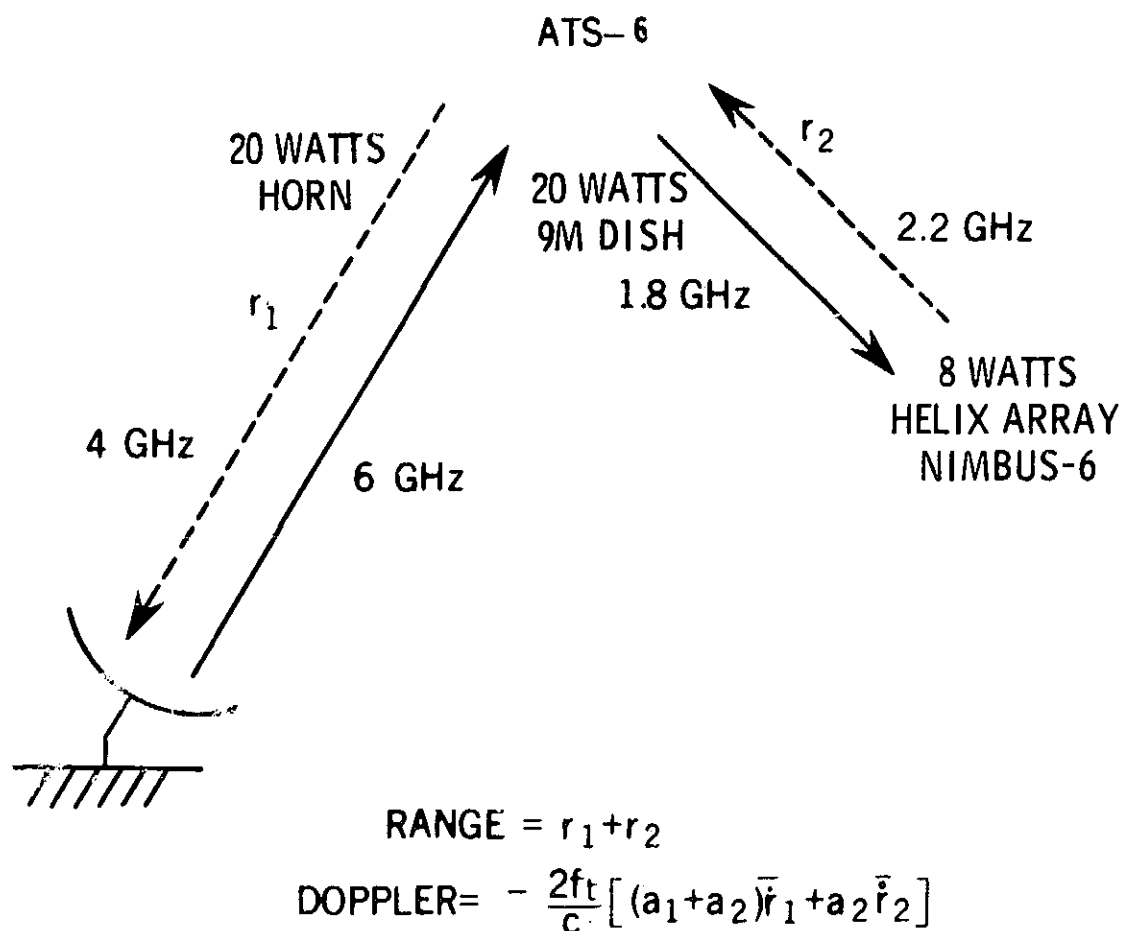 ATS-6
20 WATTS
HORN
r₁
4 GHz
6 GHz
20 WATTS
9M DISH
1.8 GHz
r₂
2.2 GHz
8 WATTS
HELIX ARRAY
NIMBUS-6
RANGE = r₁+r₂
DOPPLER= - 2fₜ/c [(a₁+a₂)r̄̇₁+a₂r̄̇₂]